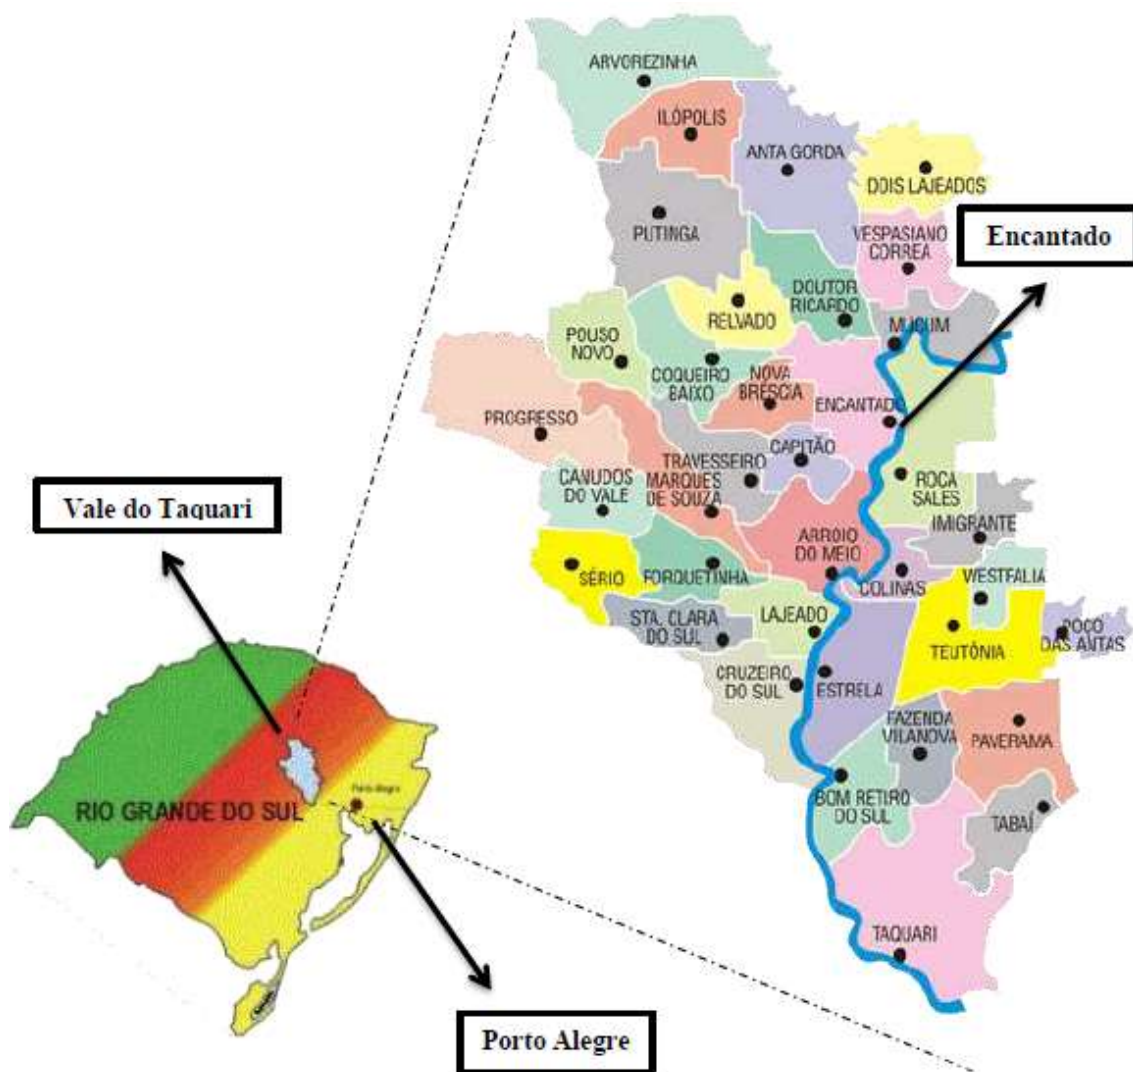 ARVOREZINHA
ILÓPOLIS
ANTA GORDA
DOIS LAJEADOS
PUTINGA
VESPASIANO
CORREA
Encantado
DOUTOR
RICARDO
RELVADO
MUÇUM
POUSO
NOVO
COQUEIRO
BAIXO
NOVA
BRÉSCIA
ENCANTADO
PROGRESSO
CAPITÃO
TRAVESSEIRO
CANUDOS
DO VALE
MARQUES
DE SOUZA
ROCA
SALES
IMIGRANTE
Vale do Taquari
ARROIO
DO MEIO
SÉRIO
FORQUETINHA
COLINAS
WESTFALIA
STA. CLARA
DO SUL
LAJEADO
TEUTÔNIA
POÇO
DAS ANTAS
CRUZEIRO
DO SUL
ESTRELA
FAZENDA
VILANOVA
PAVERAMA
BOM RETIRO
DO SUL
TABAÍ
Porto Alegre
RIO GRANDE DO SUL
TAQUARI
Porto Alegre